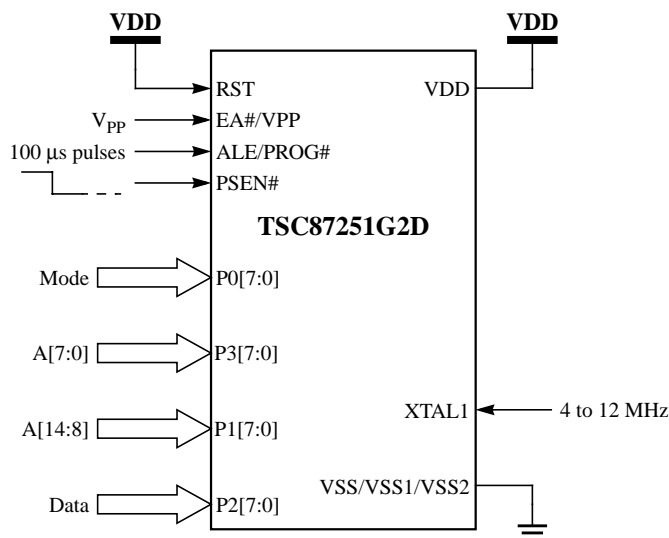 VDD
VDD
RST
VDD
VPP
EA#/VPP
100 μs pulses
ALE/PROG#
PSEN#
TSC87251G2D
Mode
P0[7:0]
A[7:0]
P3[7:0]
XTAL1
4 to 12 MHz
A[14:8]
P1[7:0]
VSS/VSS1/VSS2
Data
P2[7:0]